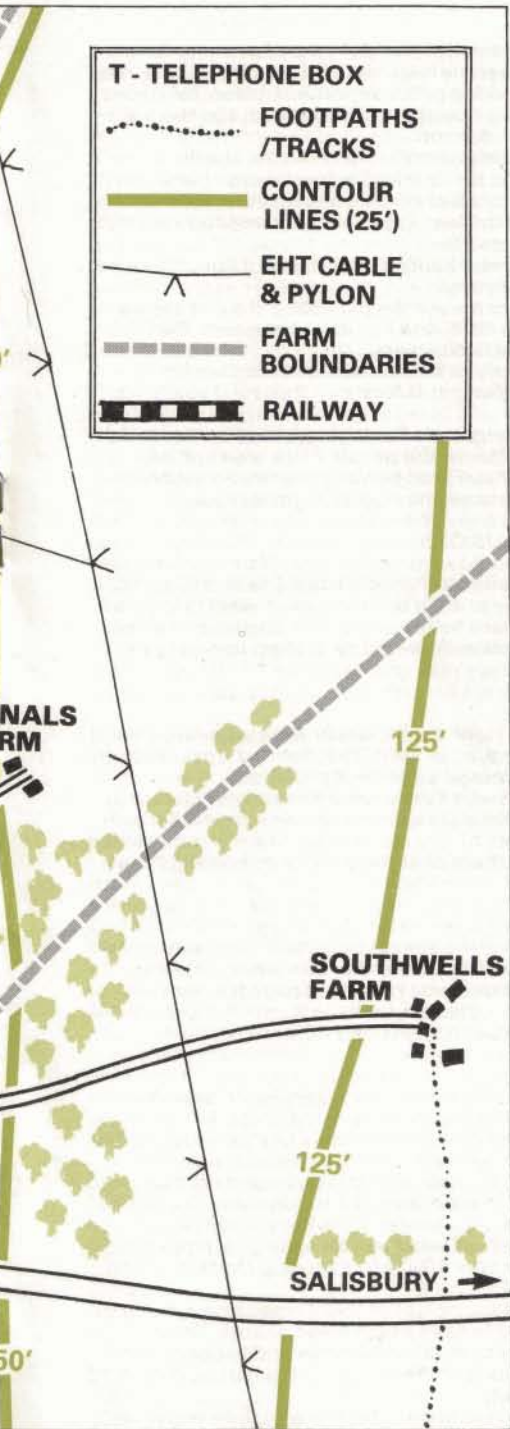 T - TELEPHONE BOX
FOOTPATHS
/TRACKS
CONTOUR
LINES (25')
EHT CABLE
& PYLON
FARM
BOUNDARIES
RAILWAY
NALS
RM
125'
SOUTHWELLS
FARM
125'
SALISBURY
50'